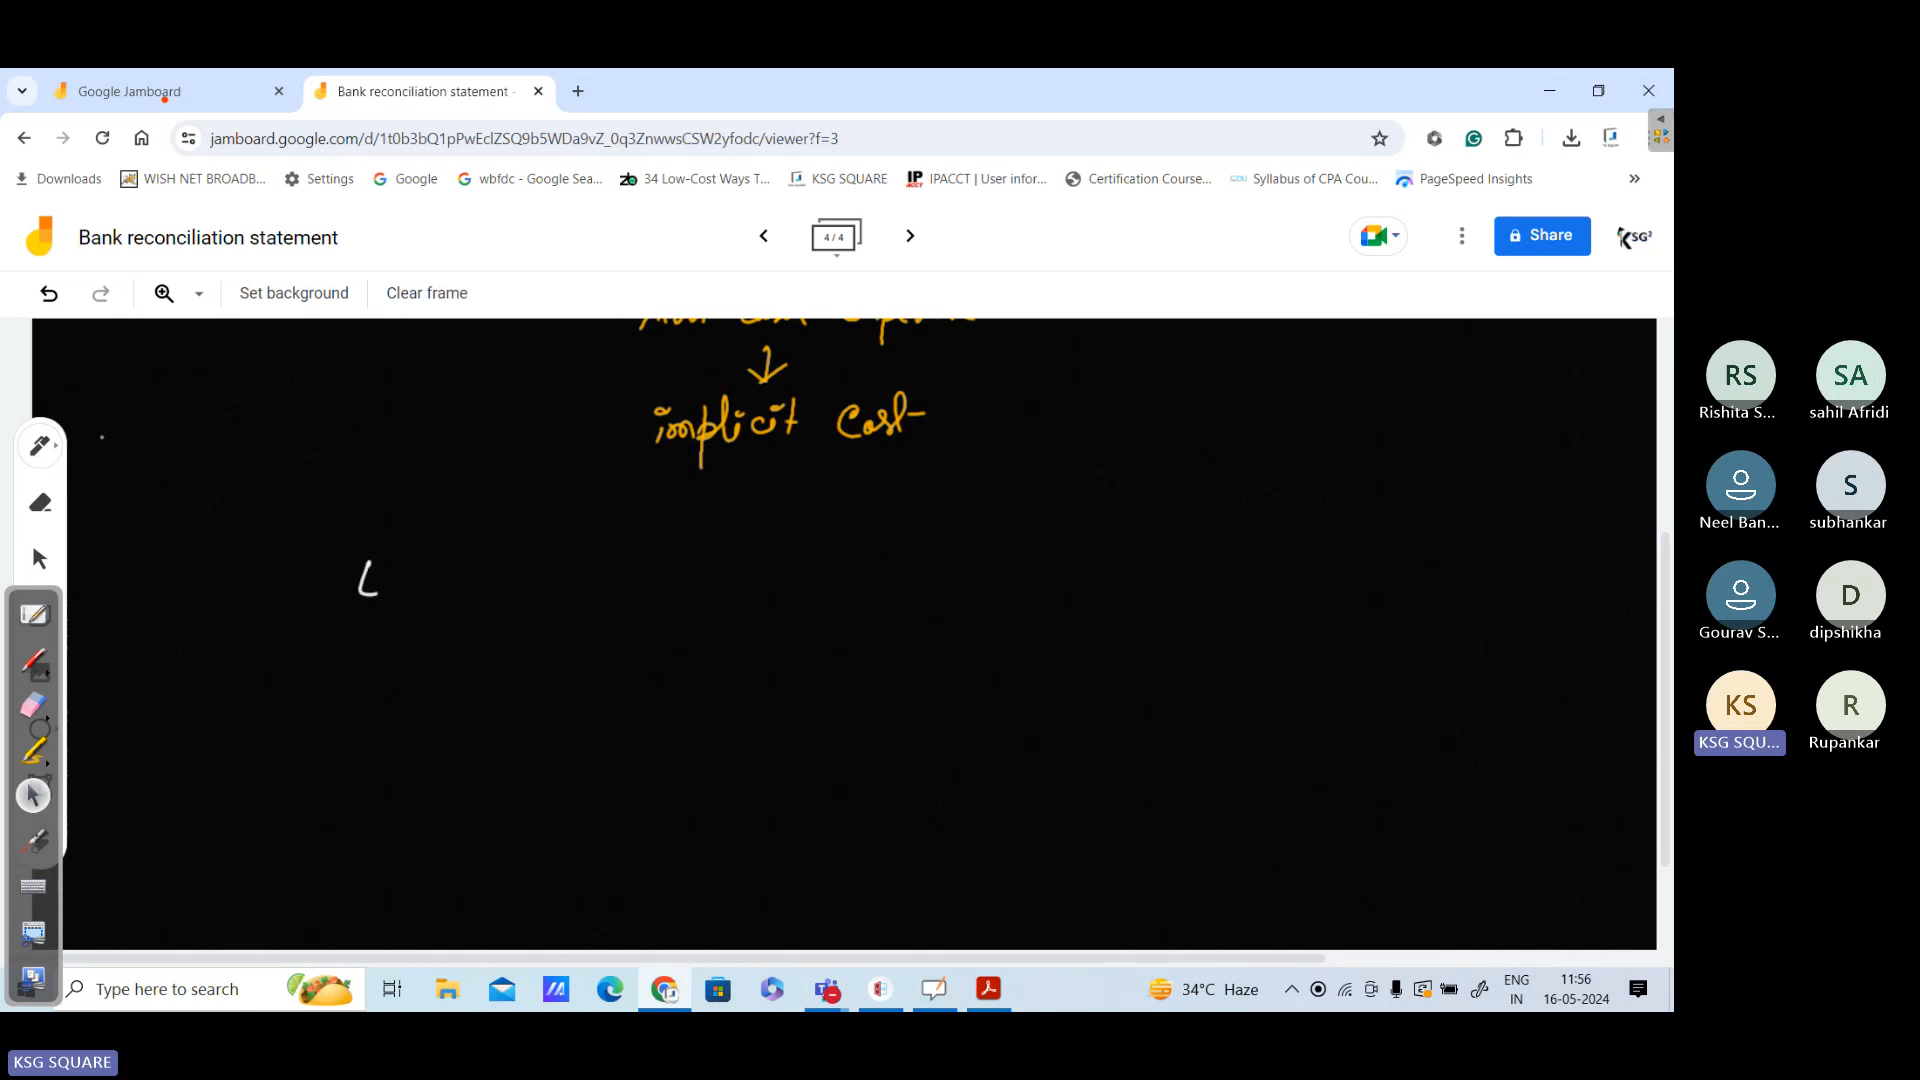 Google Jamboard
Bank reconciliation statement -
jamboard.google.com/d/1t0b3bQ1pPwEclZSQ9b5WDa9vZ_0q3ZnwwsCSW2yfodc/viewer?f=3
Downloads WISH NET BROADB... Settings Google wbfdc - Google Sea... 34 Low-Cost Ways T... KSG SQUARE IPACCT | User infor... Certification Course... Syllabus of CPA Cou... PageSpeed Insights
Bank reconciliation statement
4 / 4
Share
KSG²
Set background Clear frame
implicit Cost
RS SA
Rishita S... sahil Afridi
S
Neel Ban... subhankar
D
Gourav S... dipshikha
KS R
KSG SQU... Rupankar
Type here to search
34°C Haze
ENG
IN
11:56
16-05-2024
KSG SQUARE